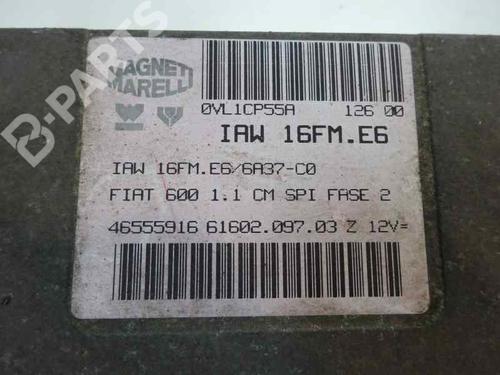 B-PARTS
MAGNETI
MARELLI
0VL1CP55A 126 00
IAW 16FM.E6
IAW 16FM.E6/6A37-C0
FIAT 600 1.1 CM SPI FASE 2
46555916 61602.097.03 Z 12V=